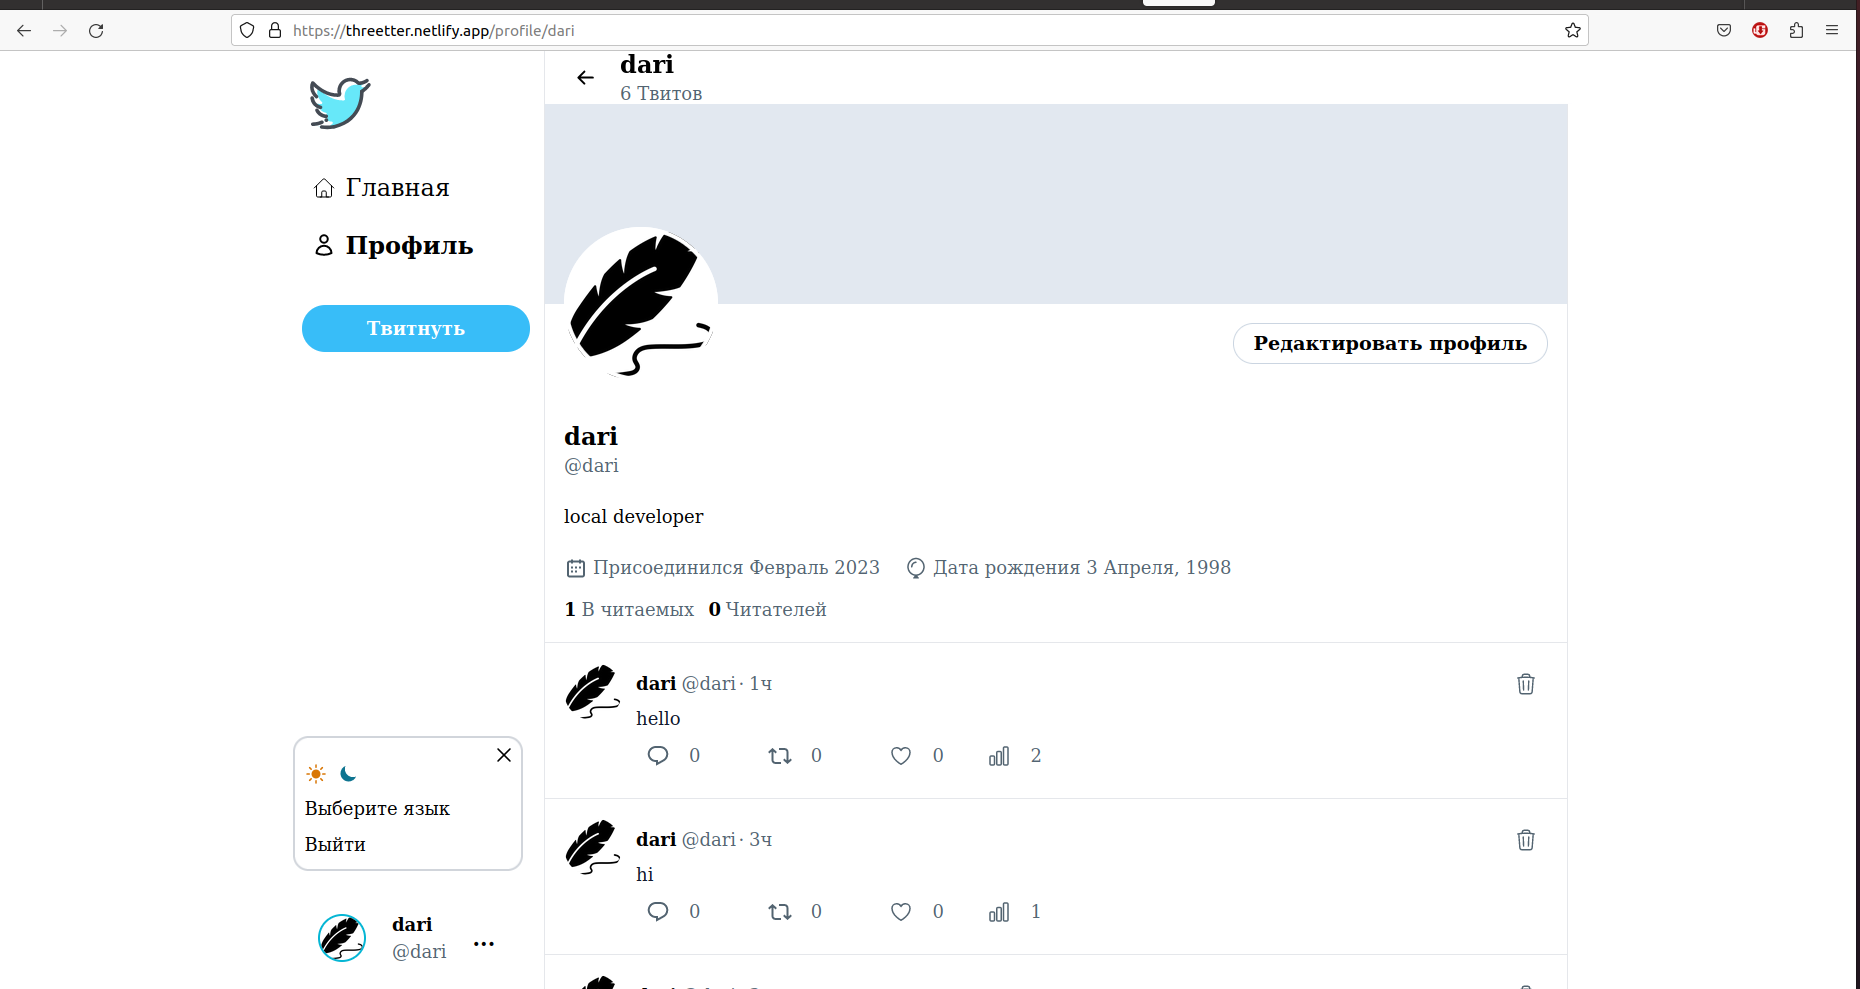 https://threetter.netlify.app/profile/dari
dari
6 Твитов
Главная
Профиль
Твитнуть
Редактировать профиль
dari
@dari
local developer
Присоединился Февраль 2023 Дата рождения 3 Апреля, 1998
1 В читаемых 0 Читателей
dari @dari · 1ч
hello
0 0 0 2
dari @dari · 3ч
hi
0 0 0 1
Выберите язык
Выйти
dari
@dari
...